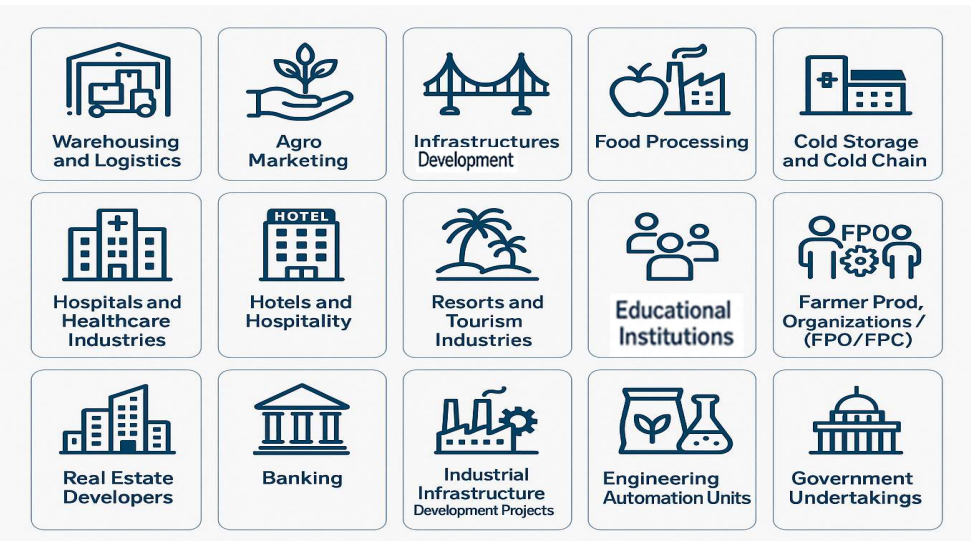 Warehousing
and Logistics
Agro
Marketing
Infrastructures
Development
Food Processing
Cold Storage
and Cold Chain
Hospitals and
Healthcare
Industries
HOTEL
Hotels and
Hospitality
Resorts and
Tourism
Industries
Educational
Institutions
FPO
Farmer Prod,
Organizations /
(FPO/FPC)
Real Estate
Developers
Banking
Industrial
Infrastructure
Development Projects
Engineering
Automation Units
Government
Undertakings